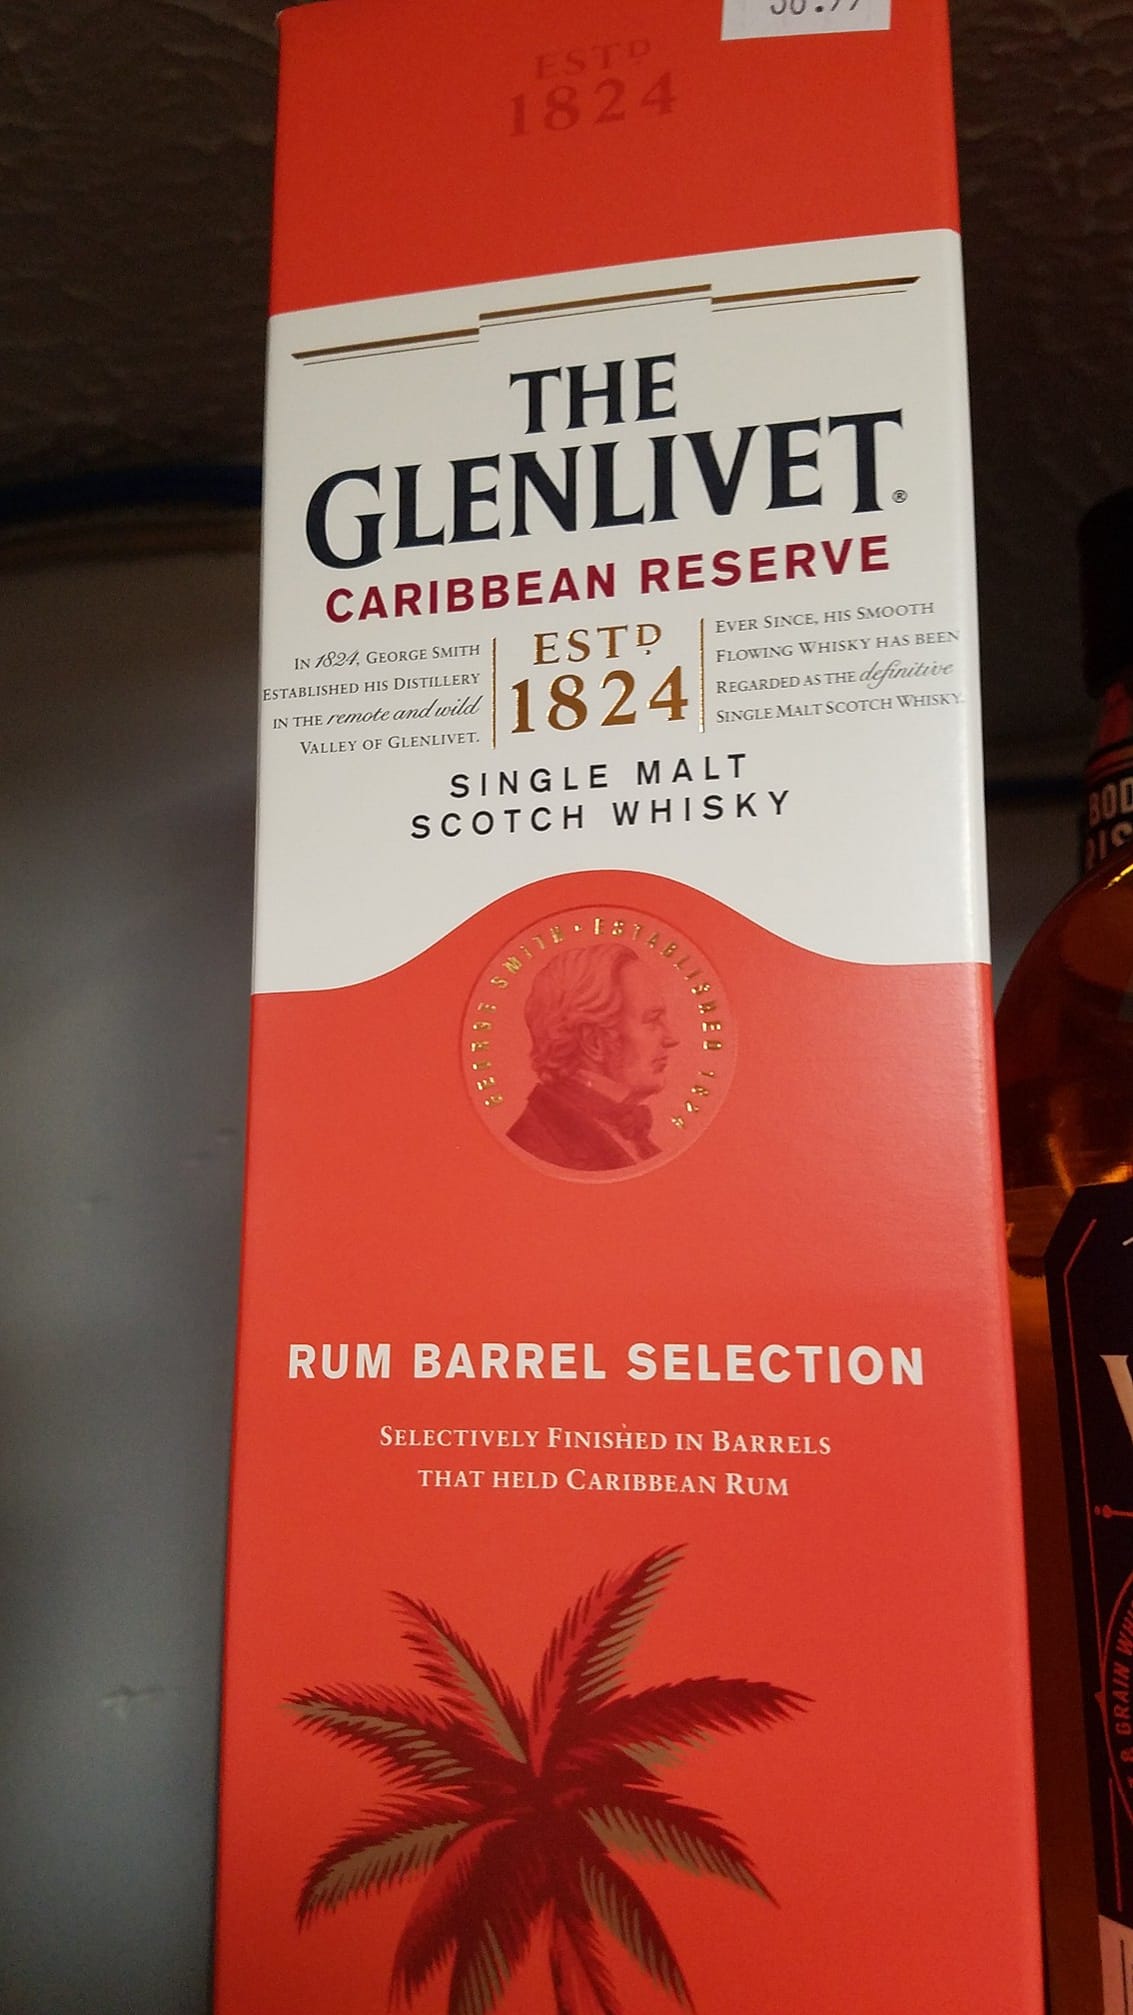 ESTD
1824
THE
GLENLIVET®
CARIBBEAN RESERVE
IN 1824, GEORGE SMITH
ESTABLISHED HIS DISTILLERY
IN THE remote and wild
VALLEY OF GLENLIVET.
ESTD
1824
EVER SINCE, HIS SMOOTH
FLOWING WHISKY HAS BEEN
REGARDED AS THE definitive
SINGLE MALT SCOTCH WHISKY.
SINGLE MALT
SCOTCH WHISKY
GEORGE SMITH · ESTABLISHED 1824
RUM BARREL SELECTION
SELECTIVELY FINISHED IN BARRELS
THAT HELD CARIBBEAN RUM
& GRAIN